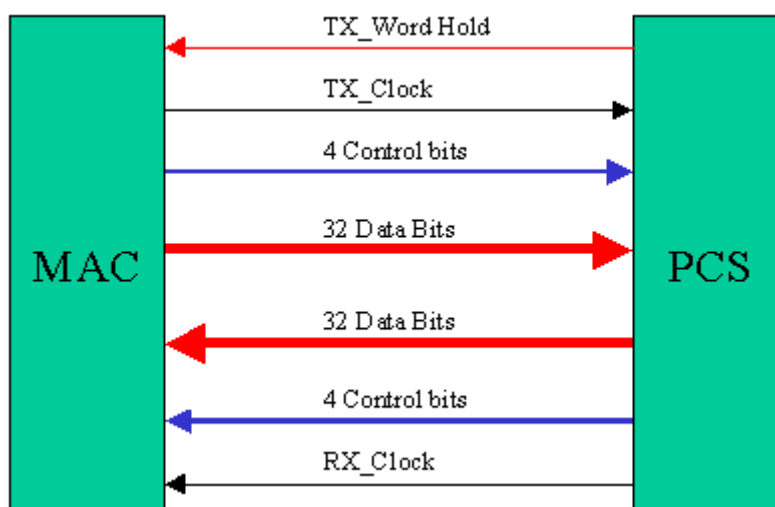 TX_Word Hold
TX_Clock
4 Control bits
32 Data Bits
MAC
PCS
32 Data Bits
4 Control bits
RX_Clock